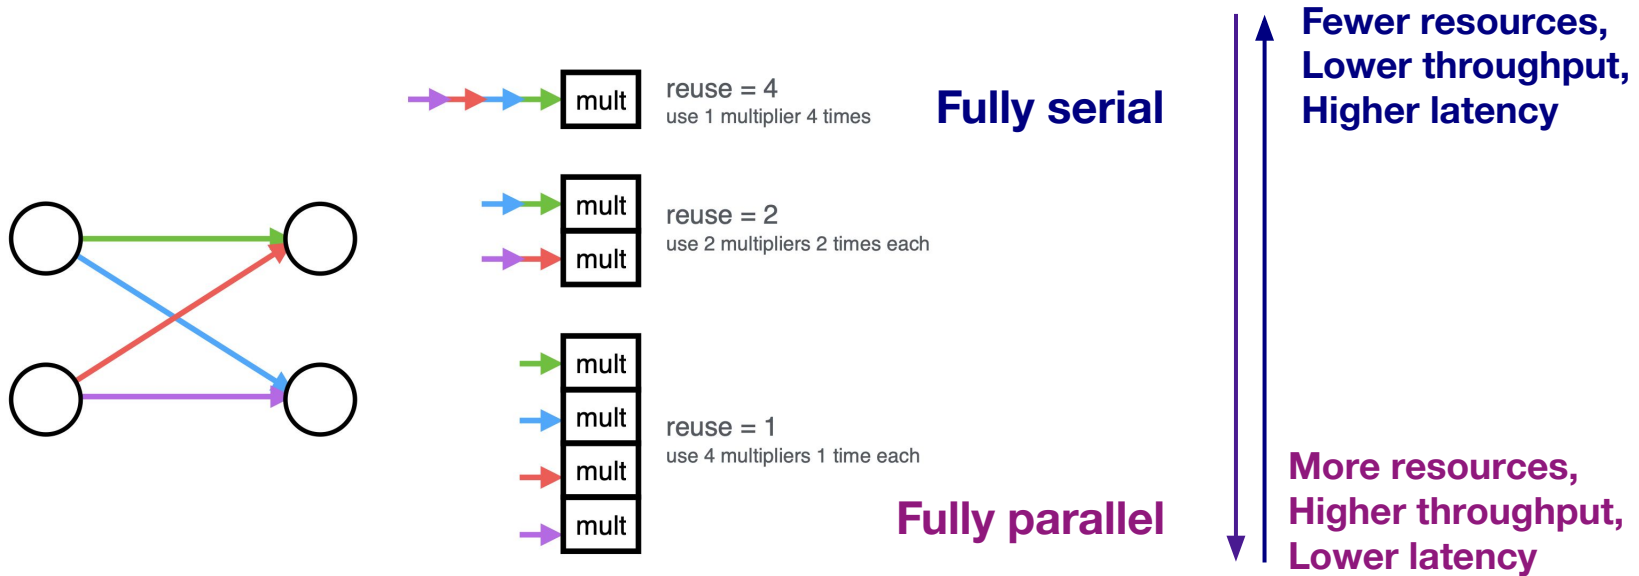 mult
reuse = 4
use 1 multiplier 4 times
Fully serial
Fewer resources,
Lower throughput,
Higher latency
mult
mult
reuse = 2
use 2 multipliers 2 times each
mult
mult
mult
mult
reuse = 1
use 4 multipliers 1 time each
Fully parallel
More resources,
Higher throughput,
Lower latency